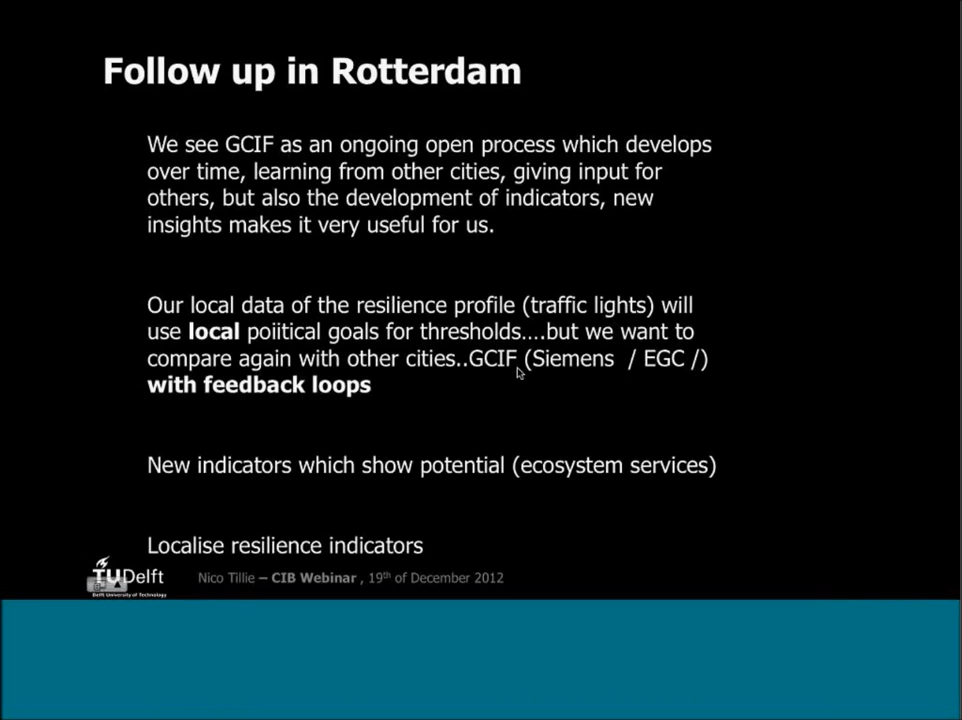 Follow up in Rotterdam
We see GCIF as an ongoing open process which develops
over time, learning from other cities, giving input for
others, but also the development of indicators, new
insights makes it very useful for us.
Our local data of the resilience profile (traffic lights) will
use local poiitical goals for thresholds….but we want to
compare again with other cities..GCIF (Siemens / EGC /)
with feedback loops
New indicators which show potential (ecosystem services)
Localise resilience indicators
TUDelft
Delft University of Technology
Nico Tillie – CIB Webinar , 19th of December 2012